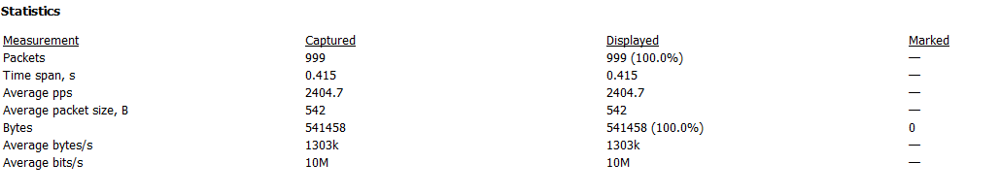 Statistics
Measurement Captured Displayed Marked
Packets 999 999 (100.0%) —
Time span, s 0.415 0.415 —
Average pps 2404.7 2404.7 —
Average packet size, B 542 542 —
Bytes 541458 541458 (100.0%) 0
Average bytes/s 1303k 1303k —
Average bits/s 10M 10M —